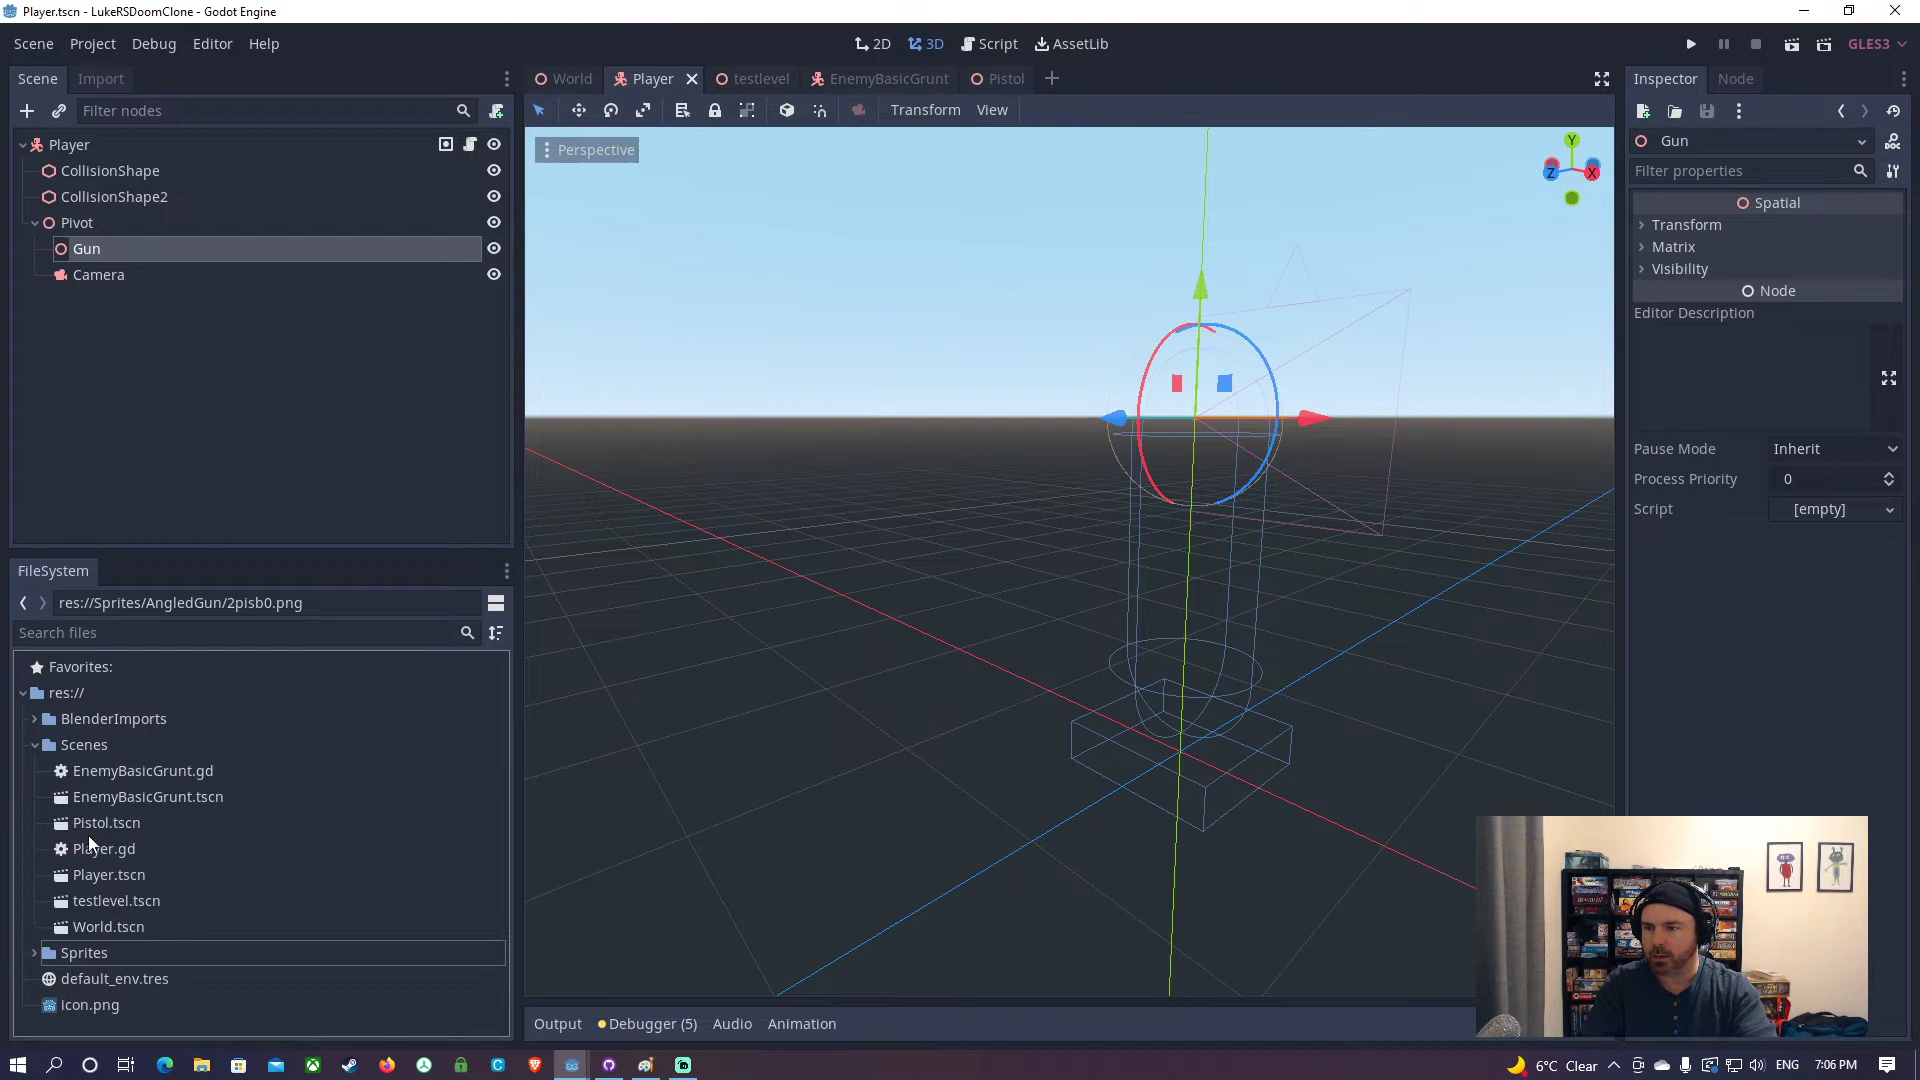 Player.tscn - LukeRSDoomClone - Godot Engine
Scene Project Debug Editor Help
2D 3D Script AssetLib
GLES3
Scene Import
World Player testlevel EnemyBasicGrunt Pistol
Inspector Node
Filter nodes
Transform View
Player
CollisionShape
CollisionShape2
Pivot
Gun
Camera
Perspective
Y
Z X
Gun
Filter properties
Spatial
Transform
Matrix
Visibility
Node
Editor Description
Pause Mode Inherit
Process Priority 0
Script [empty]
FileSystem
res://Sprites/AngledGun/2pisb0.png
Search files
Favorites:
res://
BlenderImports
Scenes
EnemyBasicGrunt.gd
EnemyBasicGrunt.tscn
Pistol.tscn
Player.gd
Player.tscn
testlevel.tscn
World.tscn
Sprites
default_env.tres
icon.png
Output Debugger (5) Audio Animation
6°C Clear ENG 7:06 PM